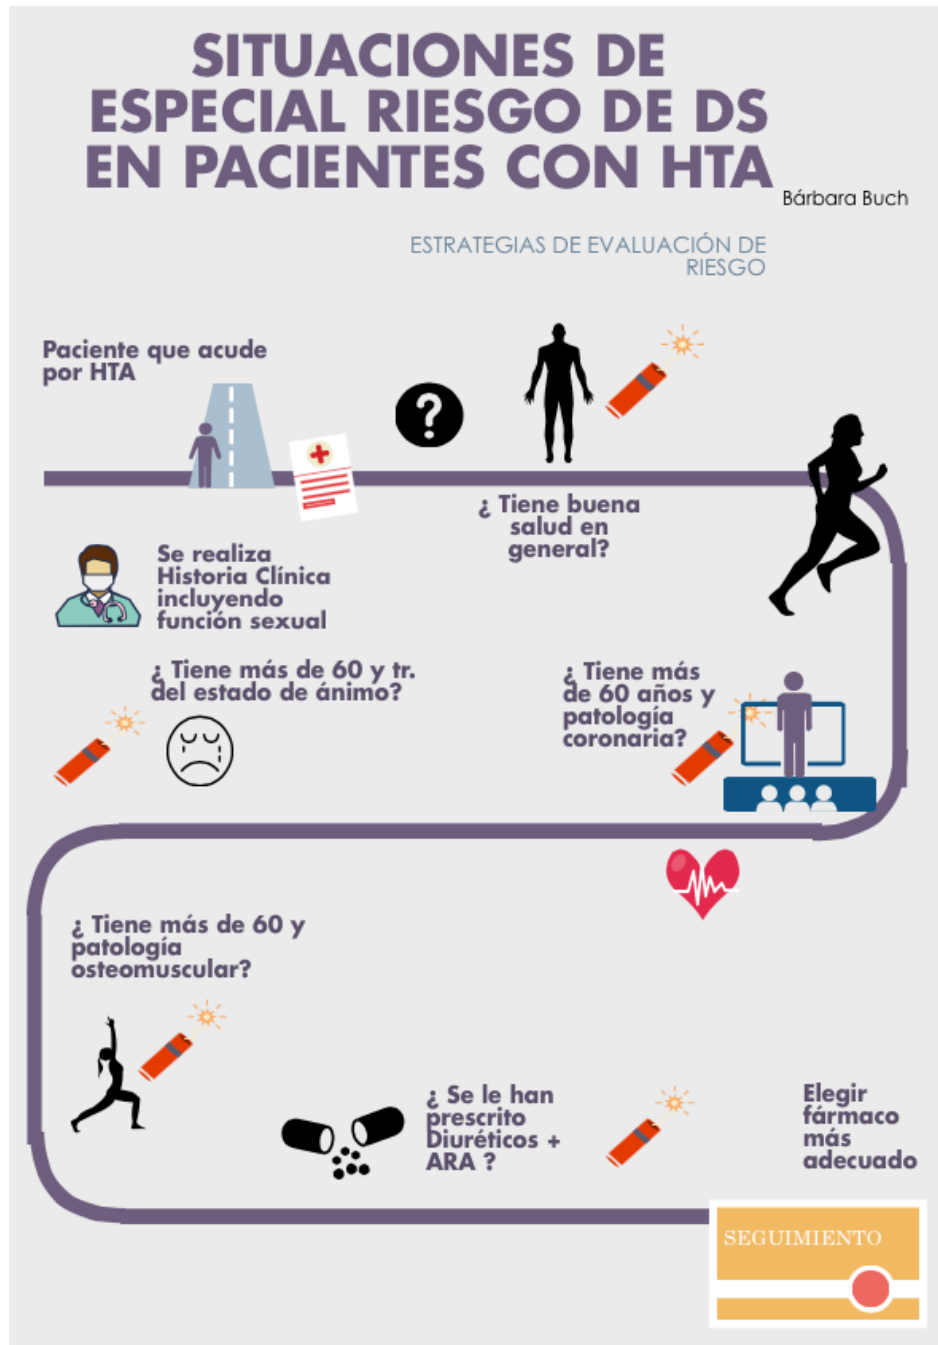 SITUACIONES DE
ESPECIAL RIESGO DE DS
EN PACIENTES CON HTA
Bárbara Buch
ESTRATEGIAS DE EVALUACIÓN DE
RIESGO
Paciente que acude
por HTA
?
¿ Tiene buena
salud en
general?
Se realiza
Historia Clínica
incluyendo
función sexual
¿ Tiene más
de 60 años y
patología
coronaria?
¿ Tiene más de 60 y tr.
del estado de ánimo?
¿ Tiene más de 60 y
patología
osteomuscular?
¿ Se le han
prescrito
Diuréticos +
ARA ?
Elegir
fármaco
más
adecuado
SEGUIMIENTO